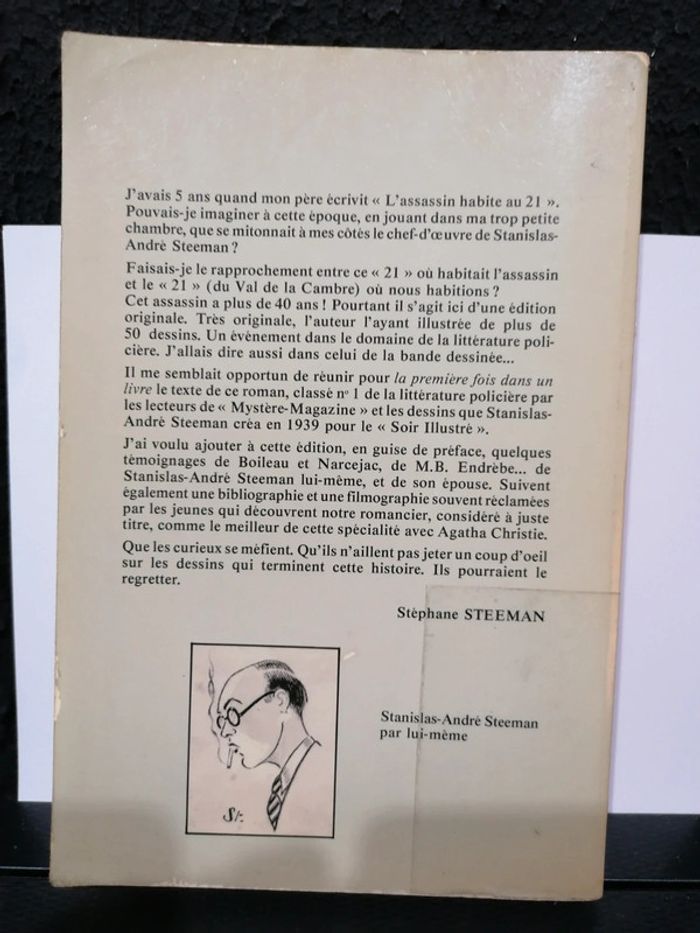 J'avais 5 ans quand mon père écrivit « L'assassin habite au 21 ».
Pouvais-je imaginer à cette époque, en jouant dans ma trop petite
chambre, que se mitonnait à mes côtés le chef-d'œuvre de Stanislas-
André Steeman ?
Faisais-je le rapprochement entre ce « 21 » où habitait l'assassin
et le « 21 » (du Val de la Cambre) où nous habitions ?
Cet assassin a plus de 40 ans ! Pourtant il s'agit ici d'une édition
originale. Très originale, l'auteur l'ayant illustrée de plus de
50 dessins. Un événement dans le domaine de la littérature poli-
cière. J'allais dire aussi dans celui de la bande dessinée...
Il me semblait opportun de réunir pour la première fois dans un
livre le texte de ce roman, classé nº 1 de la littérature policière par
les lecteurs de « Mystère-Magazine » et les dessins que Stanislas-
André Steeman créa en 1939 pour le « Soir Illustré ».
J'ai voulu ajouter à cette édition, en guise de préface, quelques
témoignages de Boileau et Narcejac, de M.B. Endrèbe... de
Stanislas-André Steeman lui-même, et de son épouse. Suivent
également une bibliographie et une filmographie souvent réclamées
par les jeunes qui découvrent notre romancier, considéré à juste
titre, comme le meilleur de cette spécialité avec Agatha Christie.
Que les curieux se méfient. Qu'ils n'aillent pas jeter un coup d'oeil
sur les dessins qui terminent cette histoire. Ils pourraient le
regretter.
Stéphane STEEMAN
Stanislas-André Steeman
par lui-même
St.